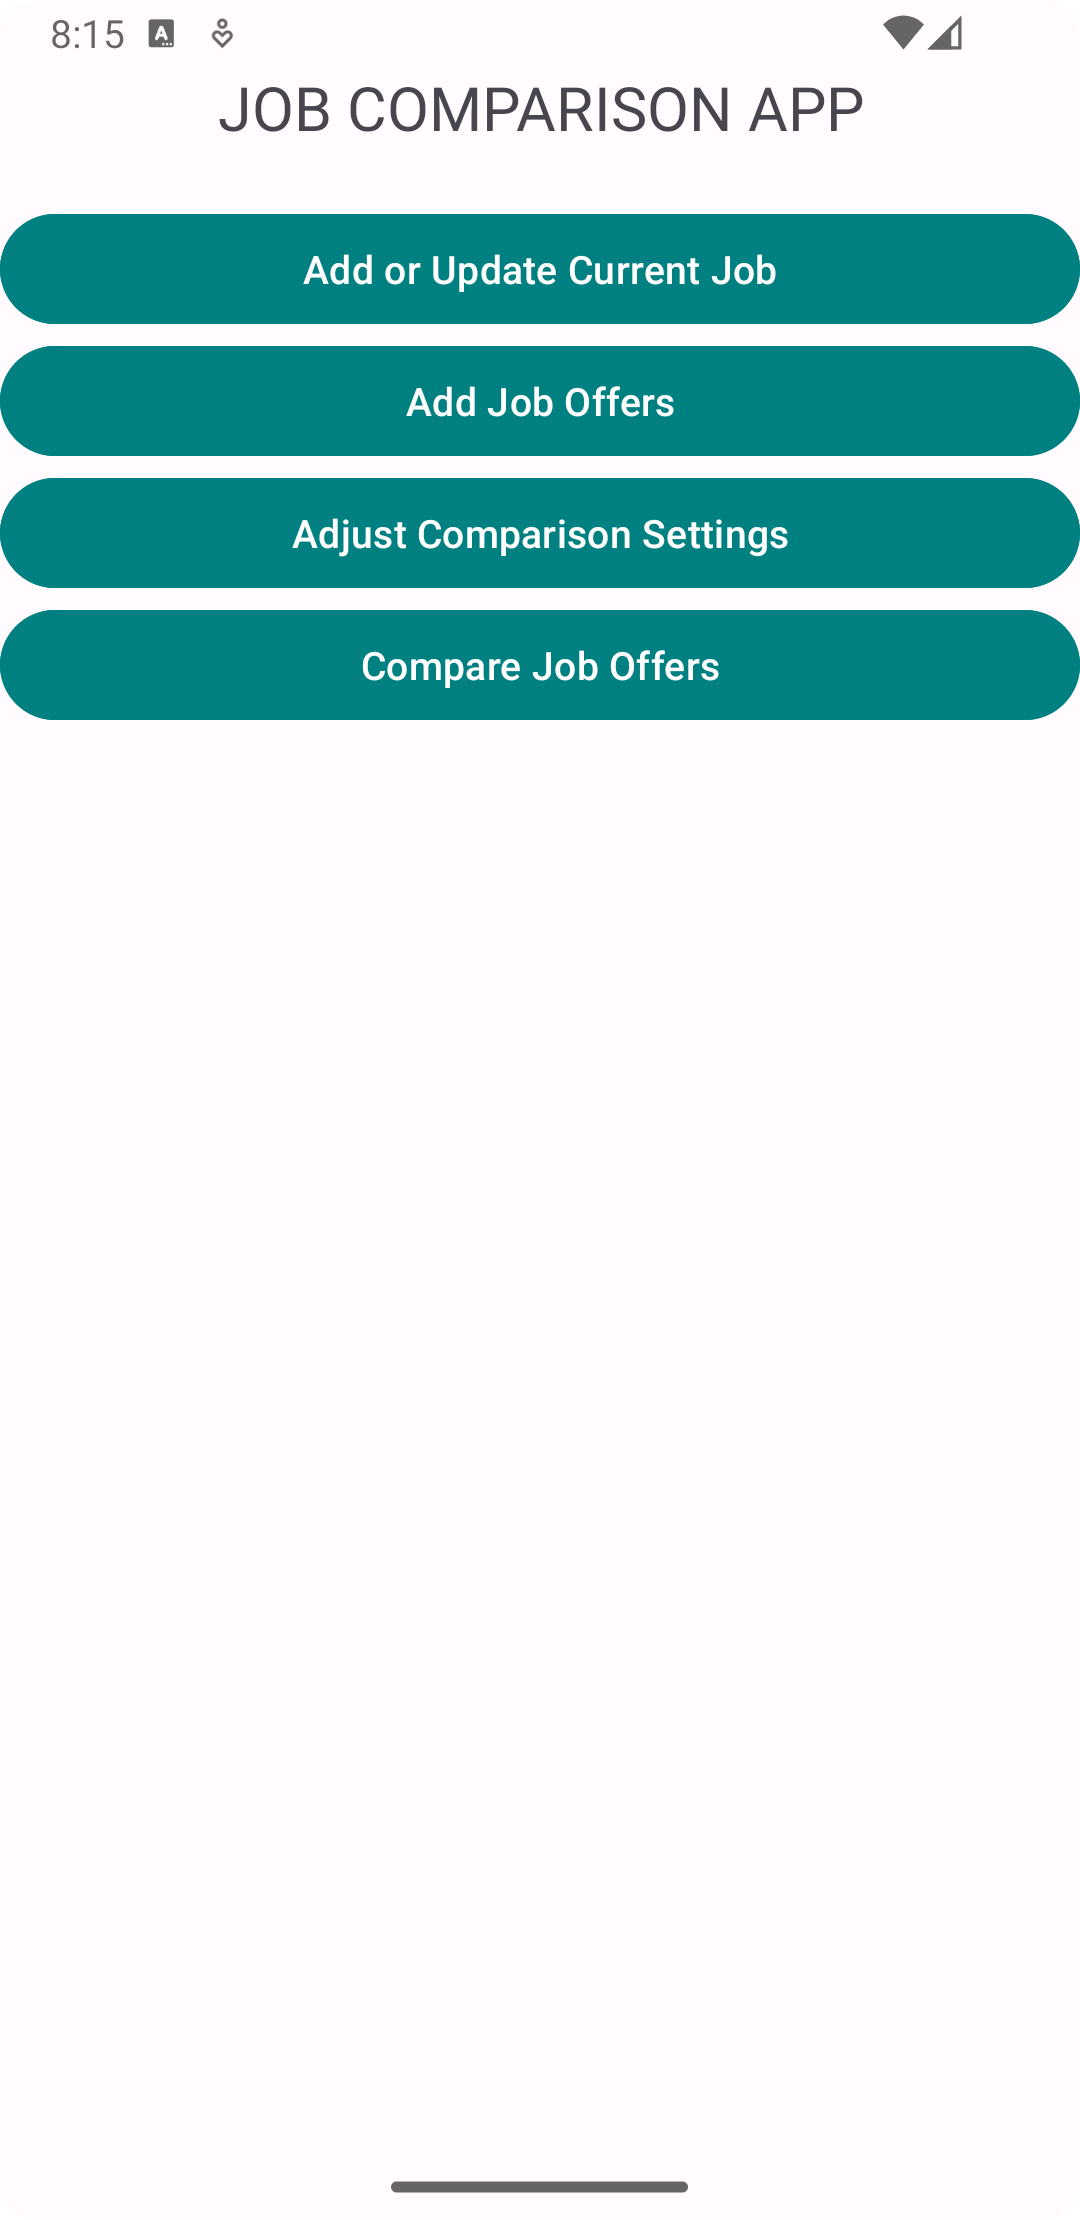 8:15
JOB COMPARISON APP
Add or Update Current Job
Add Job Offers
Adjust Comparison Settings
Compare Job Offers